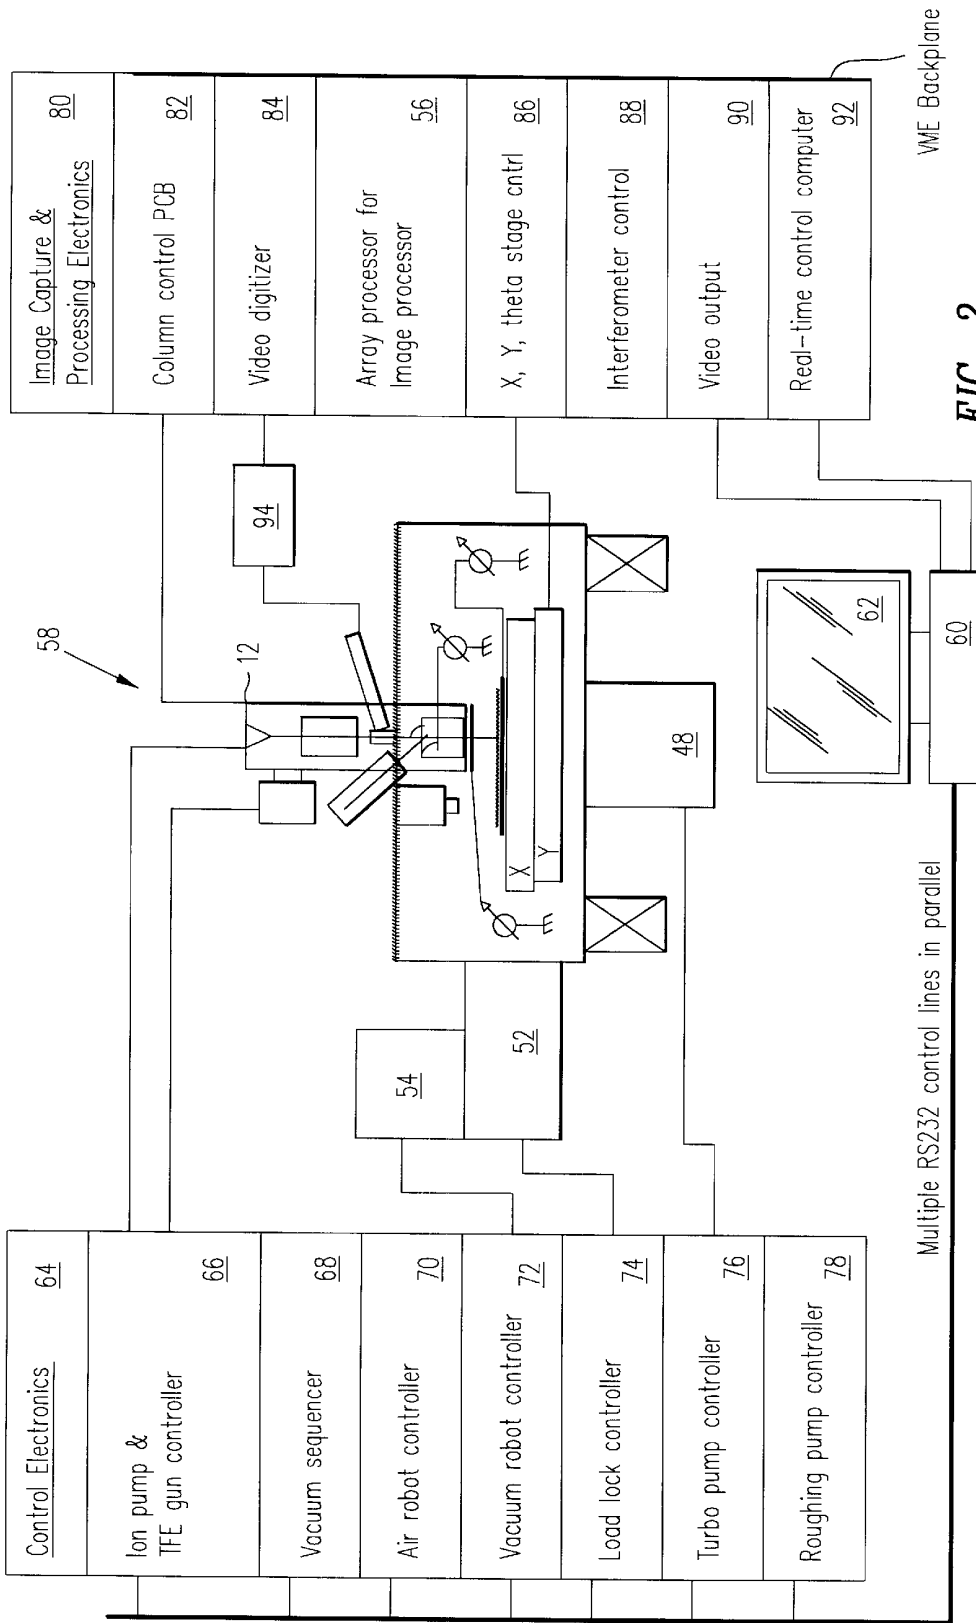 Control Electronics 64
Ion pump &
TFE gun controller 66
Vacuum sequencer 68
Air robot controller 70
Vacuum robot controller 72
Load lock controller 74
Turbo pump controller 76
Roughing pump controller 78
Multiple RS232 control lines in parallel
58
12
54
52
X
Y
48
94
62
60
Image Capture &
Processing Electronics 80
Column control PCB 82
Video digitizer 84
Array processor for
Image processor 56
X, Y, theta stage cntrl 86
Interferometer control 88
Video output 90
Real-time control computer 92
VME Backplane
FIG. 2